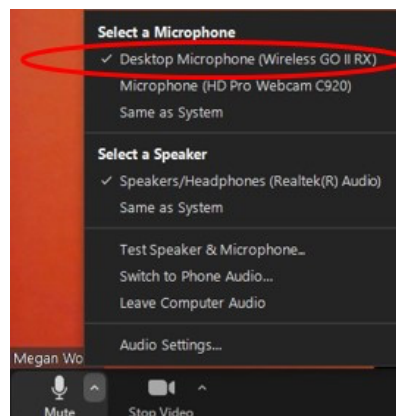 Select a Microphone
✓ Desktop Microphone (Wireless GO II RX)
Microphone (HD Pro Webcam C920)
Same as System
Select a Speaker
✓ Speakers/Headphones (Realtek(R) Audio)
Same as System
Test Speaker & Microphone...
Switch to Phone Audio...
Leave Computer Audio
Audio Settings...
Megan Wo
Mute Stop Video